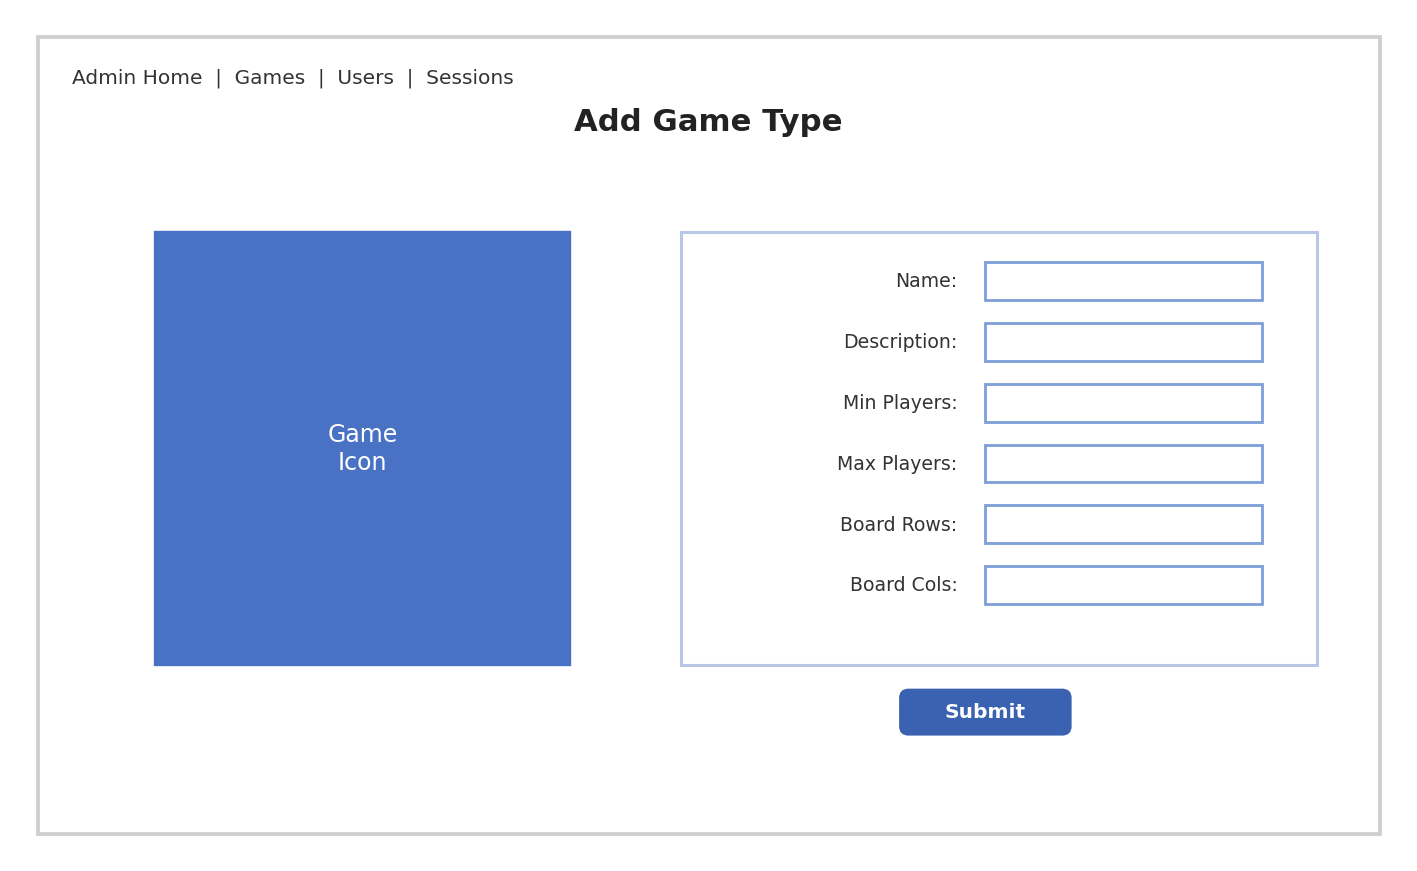 Admin Home | Games | Users | Sessions
Add Game Type
Game
Icon
Name:
Description:
Min Players:
Max Players:
Board Rows:
Board Cols:
Submit